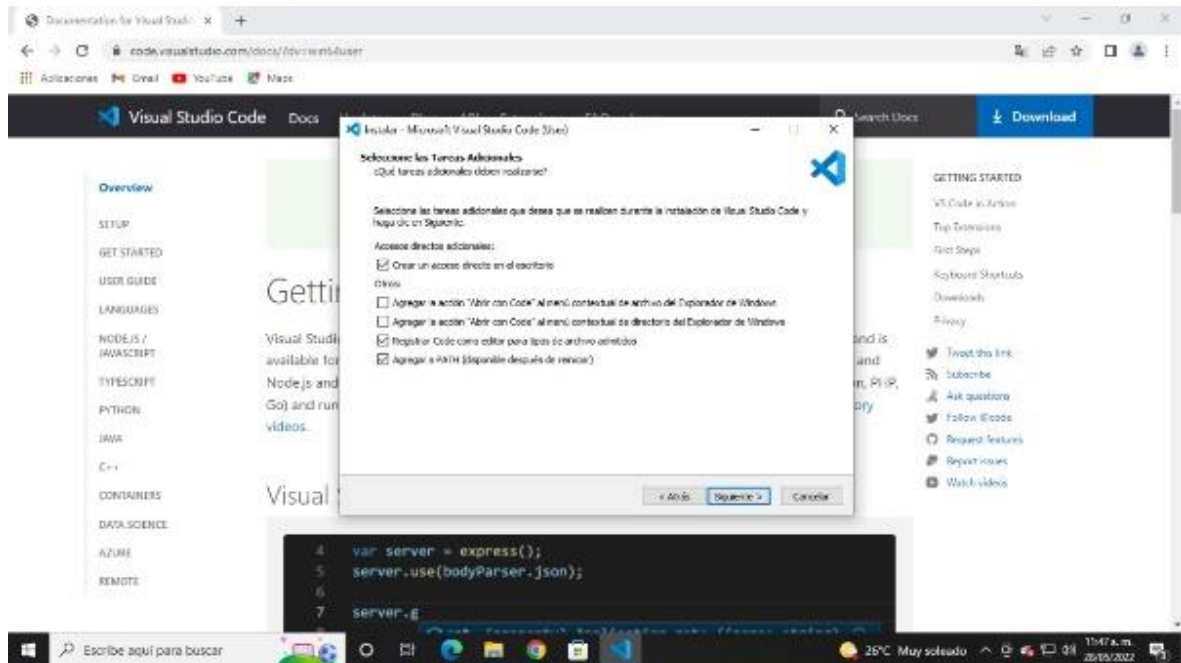 Documentation for Visual Studio
code.visualstudio.com/docs/?dv=win64user
Aplicaciones Gmail YouTube Maps
Visual Studio Code Docs Search Docs Download
Instalar - Microsoft Visual Studio Code (User)
Seleccione las Tareas Adicionales
¿Qué tareas adicionales deben realizarse?
Seleccione las tareas adicionales que desea que se realicen durante la instalación de Visual Studio Code y
haga clic en Siguiente.
Accesos directos adicionales:
Crear un acceso directo en el escritorio
Otros:
Agregar la acción "Abrir con Code" al menú contextual de archivo del Explorador de Windows
Agregar la acción "Abrir con Code" al menú contextual de directorio del Explorador de Windows
Registrar Code como editor para tipos de archivo admitidos
Agregar a PATH (disponible después de reiniciar)
< Atrás Siguiente > Cancelar
Overview
SETUP
GET STARTED
USER GUIDE
LANGUAGES
NODE.JS /
JAVASCRIPT
TYPESCRIPT
PYTHON
JAVA
C++
CONTAINERS
DATA SCIENCE
AZURE
REMOTE
Getti
Visual Studi and is
available for and
Node.js and n, PHP,
Go) and run ory
videos.
Visual
4 var server = express();
5 server.use(bodyParser.json);
6
7 server.g
GETTING STARTED
VS Code in Action
Top Extensions
First Steps
Keyboard Shortcuts
Downloads
Privacy
Tweet this link
Subscribe
Ask questions
Follow @code
Request features
Report issues
Watch videos
Escribe aquí para buscar
26°C Muy soleado
11:47 a. m.
28/05/2022